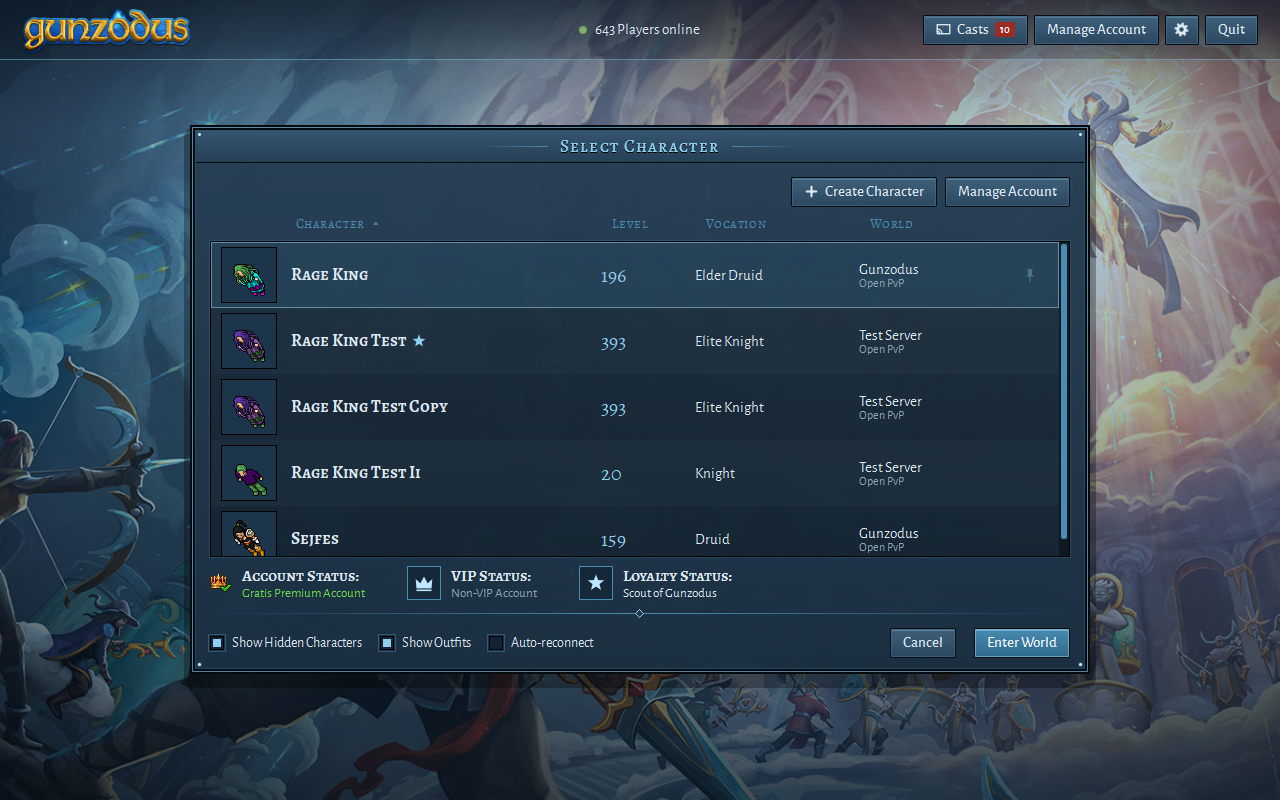 gunzodus
643 Players online
Casts 10
Manage Account
Quit
Select Character
Create Character
Manage Account
Character
Level
Vocation
World
Rage King
196
Elder Druid
Gunzodus
Open PvP
Rage King Test
393
Elite Knight
Test Server
Open PvP
Rage King Test Copy
393
Elite Knight
Test Server
Open PvP
Rage King Test II
20
Knight
Test Server
Open PvP
Sejfes
159
Druid
Gunzodus
Open PvP
Account Status:
Gratis Premium Account
VIP Status:
Non-VIP Account
Loyalty Status:
Scout of Gunzodus
Show Hidden Characters
Show Outfits
Auto-reconnect
Cancel
Enter World